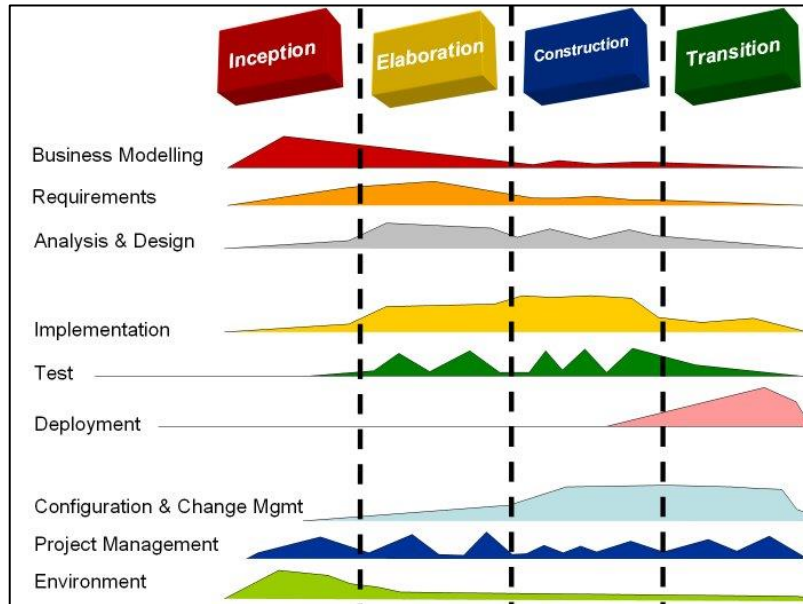 Inception
Elaboration
Construction
Transition
Business Modelling
Requirements
Analysis & Design
Implementation
Test
Deployment
Configuration & Change Mgmt
Project Management
Environment